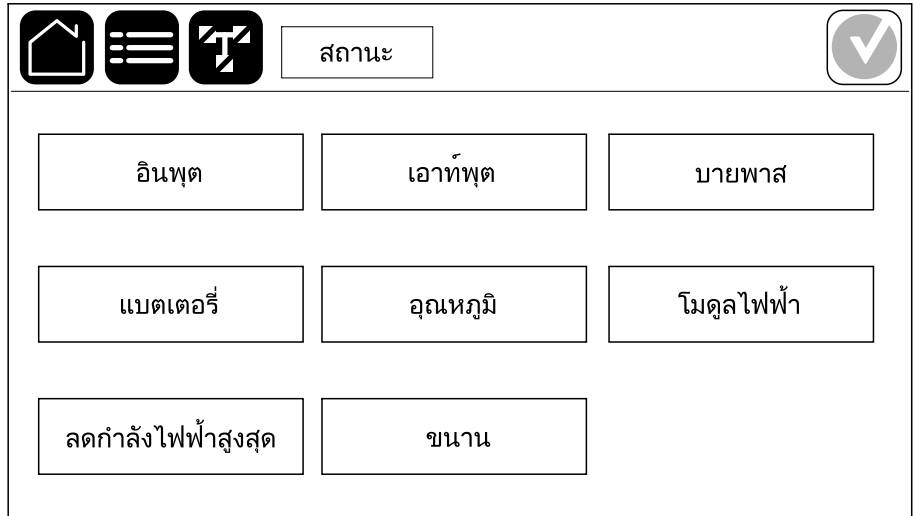 สถานะ
อินพุต
เอาท์พุต
บายพาส
แบตเตอรี่
อุณหภูมิ
โมดูลไฟฟ้า
ลดกำลังไฟฟ้าสูงสุด
ขนาน